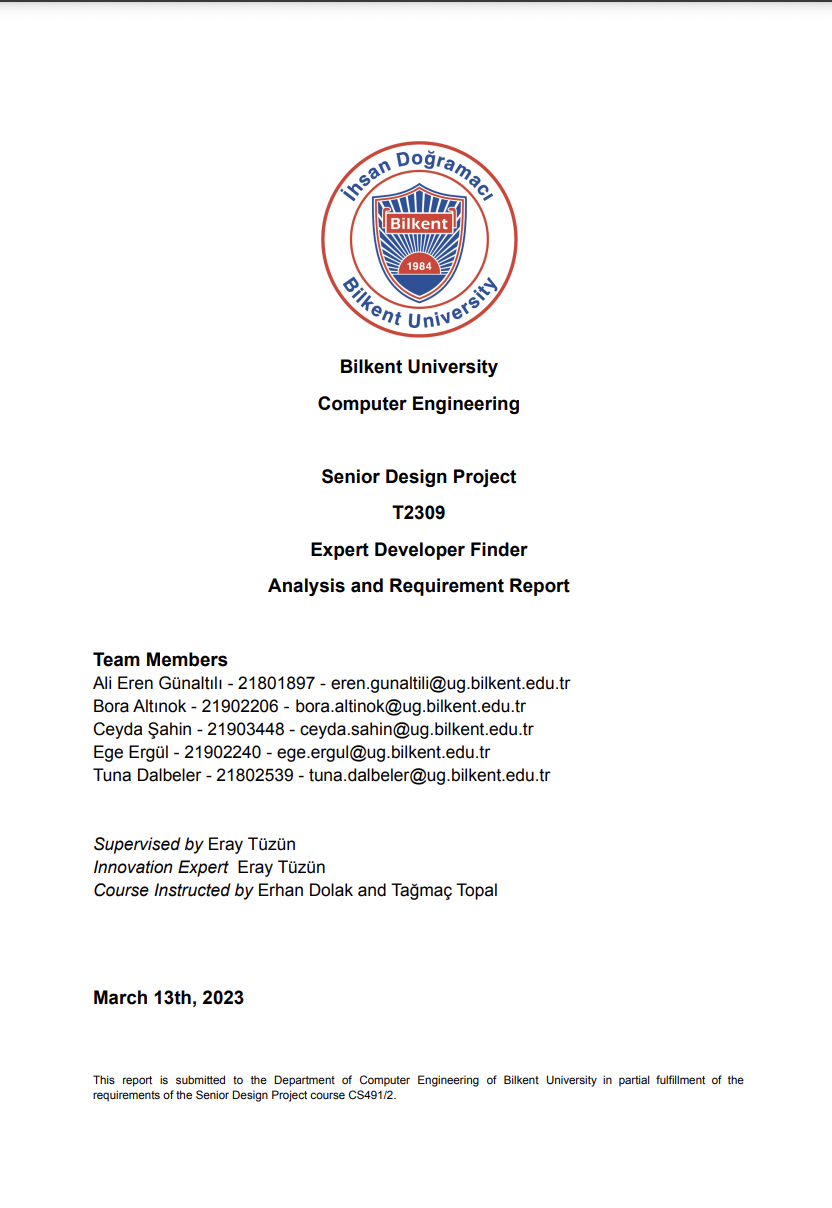 İhsan Doğramacı
Bilkent
1984
Bilkent University
Bilkent University
Computer Engineering
Senior Design Project
T2309
Expert Developer Finder
Analysis and Requirement Report
Team Members
Ali Eren Günaltılı - 21801897 - eren.gunaltili@ug.bilkent.edu.tr
Bora Altınok - 21902206 - bora.altinok@ug.bilkent.edu.tr
Ceyda Şahin - 21903448 - ceyda.sahin@ug.bilkent.edu.tr
Ege Ergül - 21902240 - ege.ergul@ug.bilkent.edu.tr
Tuna Dalbeler - 21802539 - tuna.dalbeler@ug.bilkent.edu.tr
Supervised by Eray Tüzün
Innovation Expert  Eray Tüzün
Course Instructed by Erhan Dolak and Tağmaç Topal
March 13th, 2023
This report is submitted to the Department of Computer Engineering of Bilkent University in partial fulfillment of the
requirements of the Senior Design Project course CS491/2.